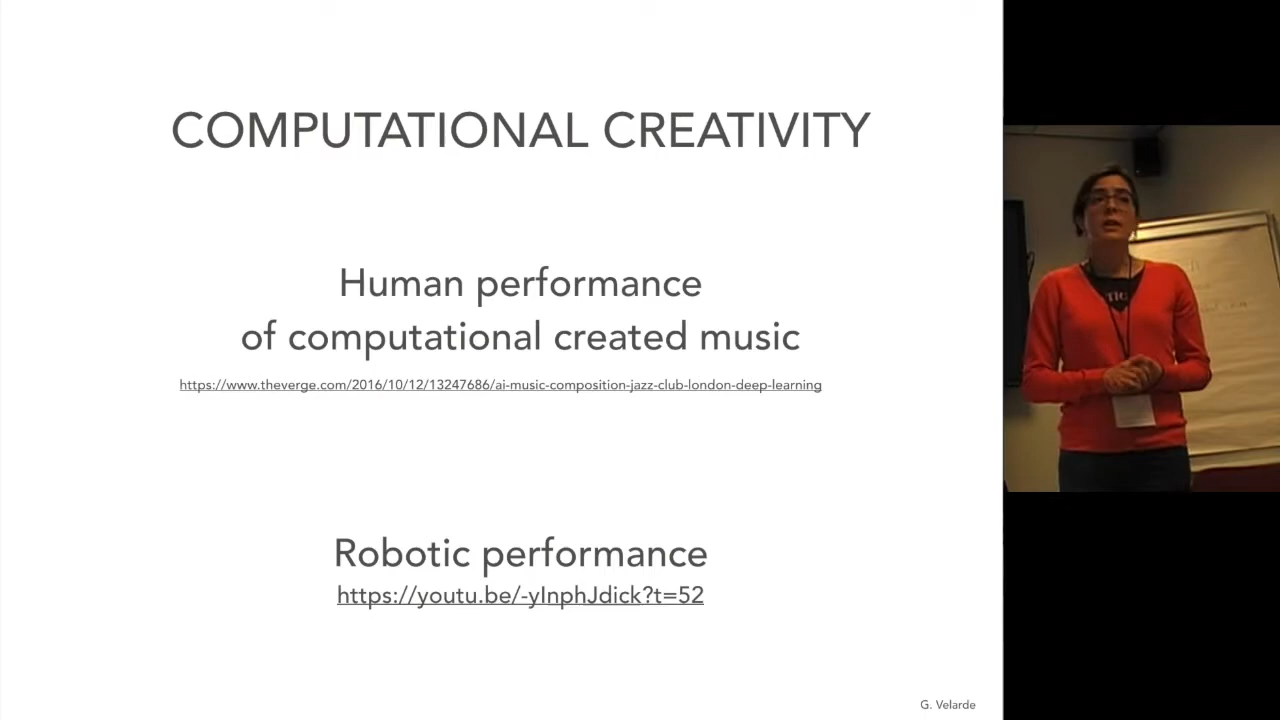 COMPUTATIONAL CREATIVITY
Human performance
of computational created music
https://www.theverge.com/2016/10/12/13247686/ai-music-composition-jazz-club-london-deep-learning
Robotic performance
https://youtu.be/-yInphJdick?t=52
G. Velarde